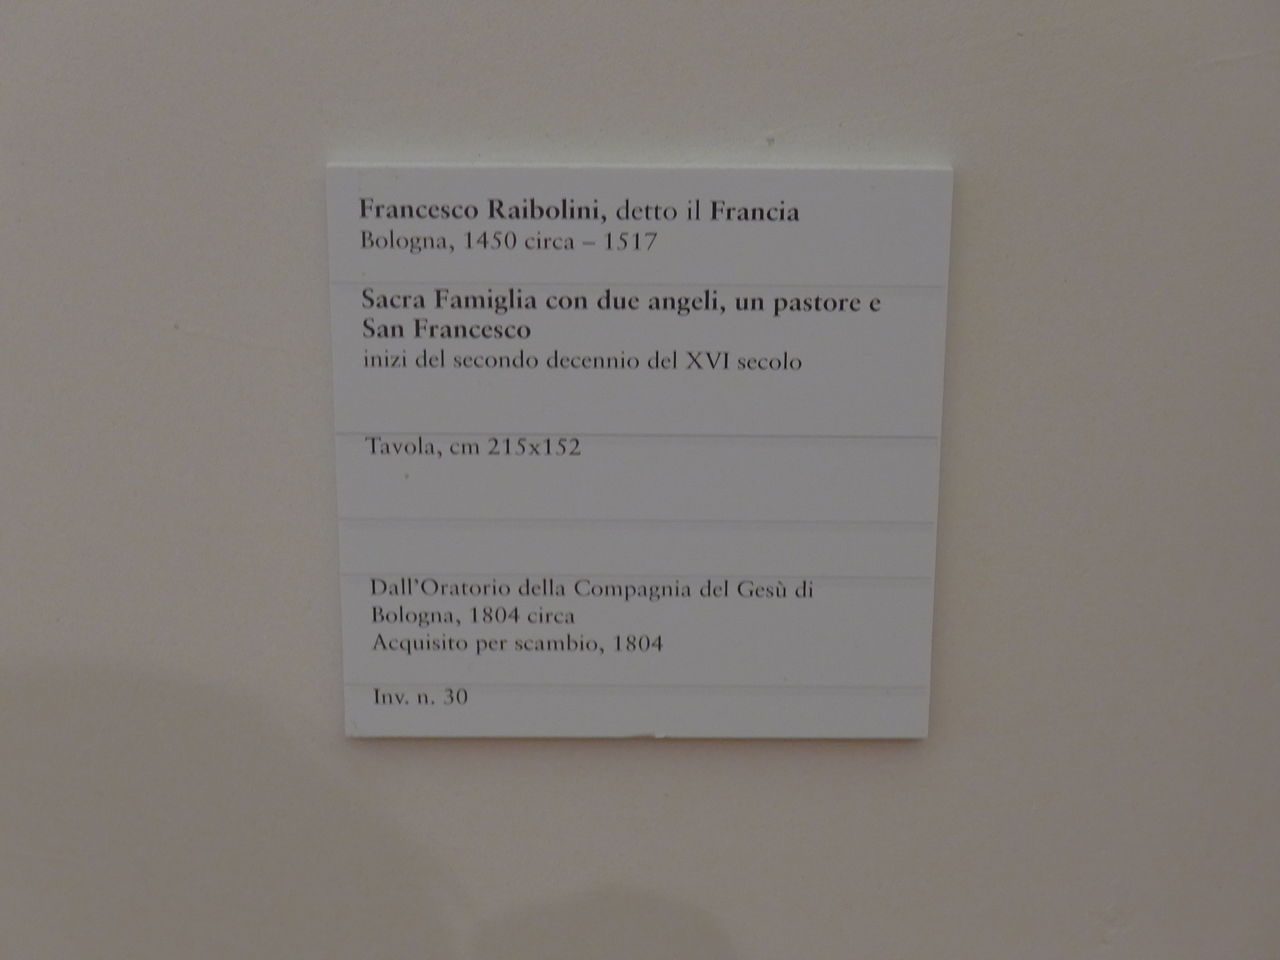 Francesco Raibolini, detto il Francia
Bologna, 1450 circa – 1517
Sacra Famiglia con due angeli, un pastore e
San Francesco
inizi del secondo decennio del XVI secolo
Tavola, cm 215x152
Dall'Oratorio della Compagnia del Gesù di
Bologna, 1804 circa
Acquisito per scambio, 1804
Inv. n. 30